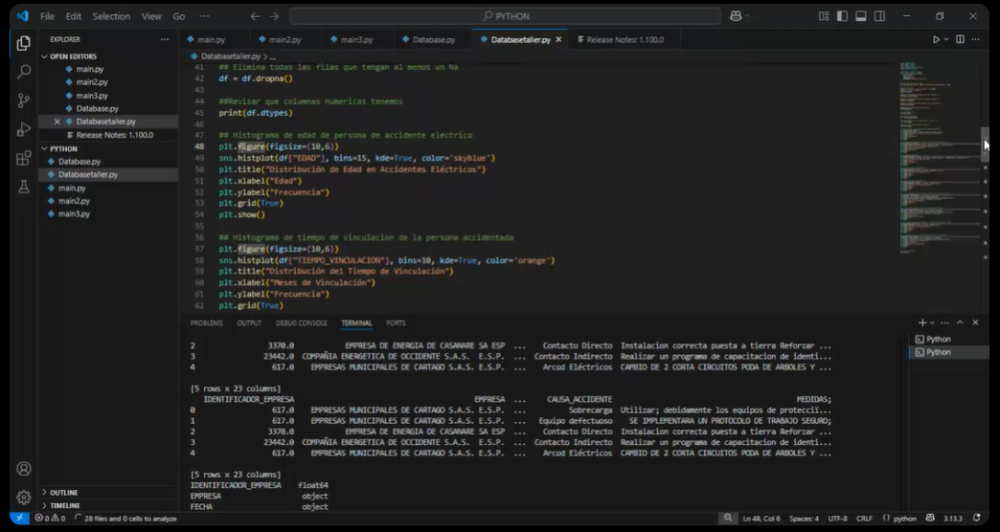 File Edit Selection View Go ··· ← → PYTHON
EXPLORER ···
OPEN EDITORS
main.py
main2.py
main3.py
Database.py
× Databasetaller.py
Release Notes: 1.100.0
PYTHON
Database.py
Databasetaller.py
main.py
main2.py
main3.py
OUTLINE
TIMELINE
main.py main2.py main3.py Database.py Databasetaller.py × Release Notes: 1.100.0
Databasetaller.py > ...
41 ## Elimina todas las filas que tengan al menos un Na
42 df = df.dropna()
43
44 ##Revisar que columnas numericas tenemos
45 print(df.dtypes)
46
47 ## Histograma de edad de persona de accidente electrico
48 plt.figure(figsize=(10,6))
49 sns.histplot(df["EDAD"], bins=15, kde=True, color='skyblue')
50 plt.title("Distribución de Edad en Accidentes Eléctricos")
51 plt.xlabel("Edad")
52 plt.ylabel("Frecuencia")
53 plt.grid(True)
54 plt.show()
55
56 ## Histograma de tiempo de vinculacion de la persona accidentada
57 plt.figure(figsize=(10,6))
58 sns.histplot(df["TIEMPO_VINCULACION"], bins=10, kde=True, color='orange')
59 plt.title("Distribución del Tiempo de Vinculación")
60 plt.xlabel("Meses de Vinculación")
61 plt.ylabel("Frecuencia")
62 plt.grid(True)
PROBLEMS OUTPUT DEBUG CONSOLE TERMINAL PORTS
2 3370.0 EMPRESA DE ENERGIA DE CASANARE SA ESP ... Contacto Directo Instalacion correcta puesta a tierra Reforzar ...
3 23442.0 COMPAÑIA ENERGETICA DE OCCIDENTE S.A.S. E.S.P. ... Contacto Indirecto Realizar un programa de capacitacion de identi...
4 617.0 EMPRESAS MUNICIPALES DE CARTAGO S.A.S. E.S.P. ... Arcod Eléctricos CAMBIO DE 2 CORTA CIRCUITOS PODA DE ARBOLES Y ...
[5 rows x 23 columns]
IDENTIFICADOR_EMPRESA EMPRESA ... CAUSA_ACCIDENTE MEDIDAS;
0 617.0 EMPRESAS MUNICIPALES DE CARTAGO S.A.S. E.S.P. ... Sobrecarga Utilizar; debidamente los equipos de protecciï...
1 617.0 EMPRESAS MUNICIPALES DE CARTAGO S.A.S. E.S.P. ... Equipo defectuoso SE IMPLEMENTARA UN PROTOCOLO DE TRABAJO SEGURO;
2 3370.0 EMPRESA DE ENERGIA DE CASANARE SA ESP ... Contacto Directo Instalacion correcta puesta a tierra Reforzar ...
3 23442.0 COMPAÑIA ENERGETICA DE OCCIDENTE S.A.S. E.S.P. ... Contacto Indirecto Realizar un programa de capacitacion de identi...
4 617.0 EMPRESAS MUNICIPALES DE CARTAGO S.A.S. E.S.P. ... Arcod Eléctricos CAMBIO DE 2 CORTA CIRCUITOS PODA DE ARBOLES Y ...
[5 rows x 23 columns]
IDENTIFICADOR_EMPRESA float64
EMPRESA object
FECHA object
Python
Python
0 0 28 files and 0 cells to analyze Ln 48, Col 6 Spaces: 4 UTF-8 CRLF {} python 3.13.3